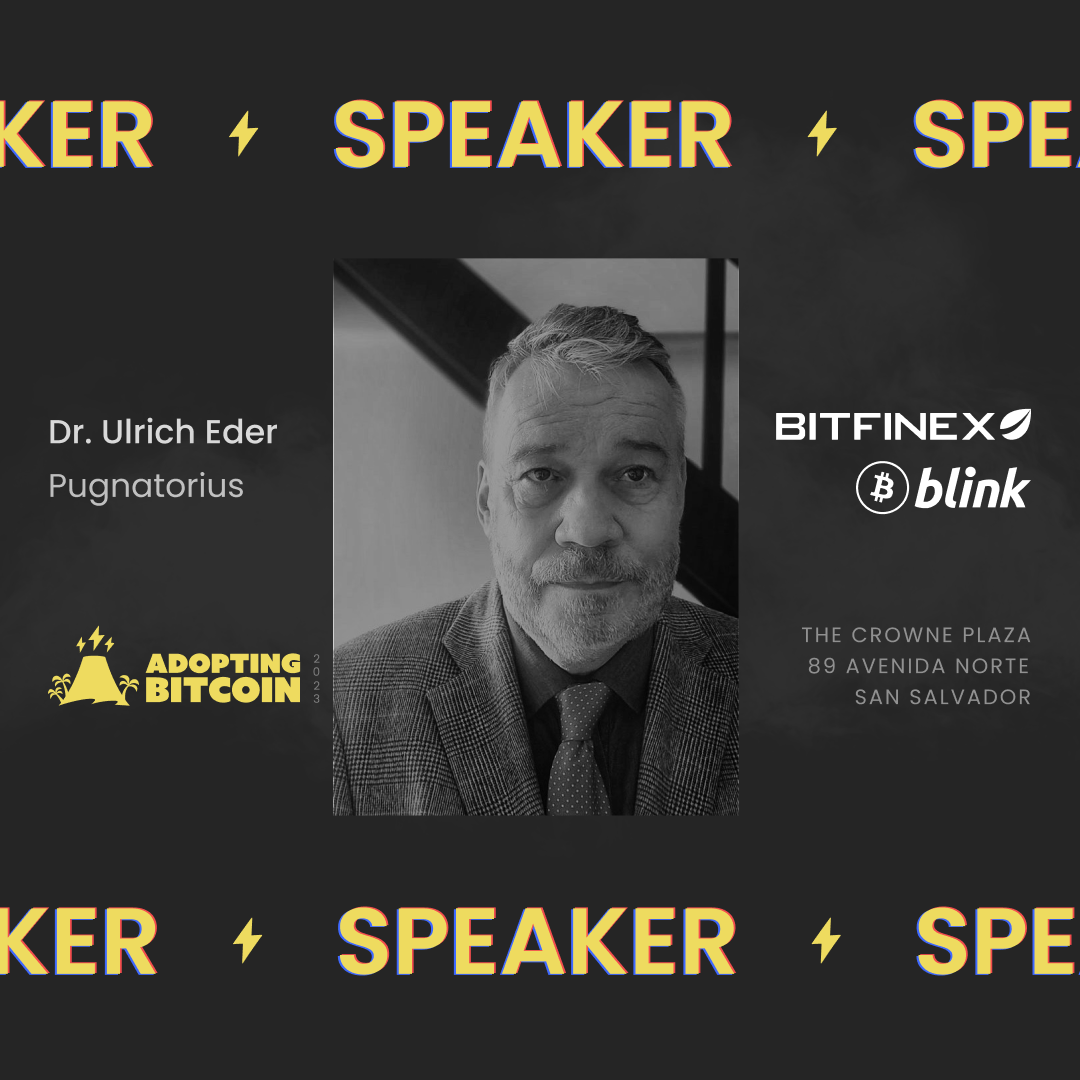 KER SPEAKER SPE
Dr. Ulrich Eder
Pugnatorius
ADOPTING
BITCOIN
2023
BITFINEX
blink
THE CROWNE PLAZA
89 AVENIDA NORTE
SAN SALVADOR
KER SPEAKER SPE